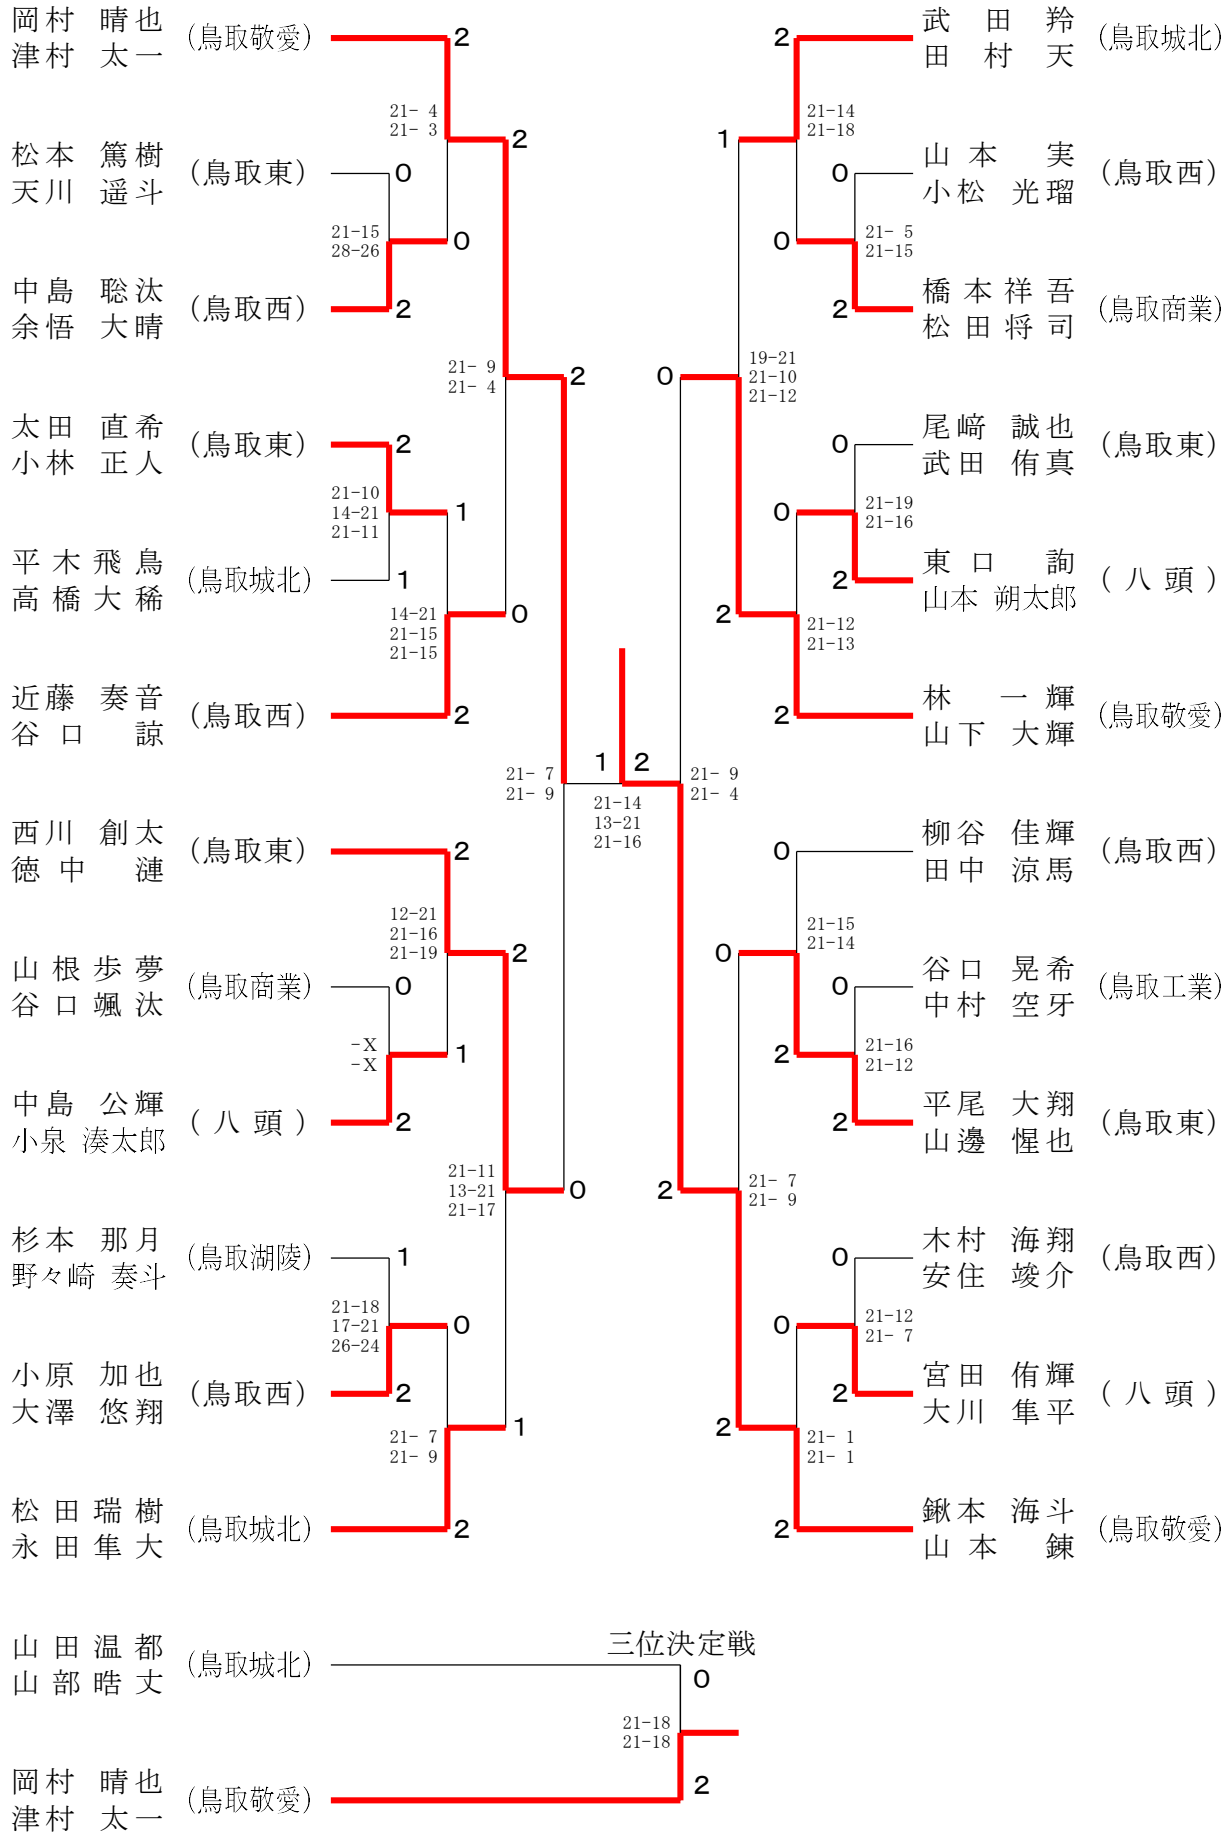 岡村 晴也
津村 太一
(鳥取敬愛)
2
21- 4
21- 3
2
松本 篤樹
天川 遥斗
(鳥取東)
0
21-15
28-26
0
中島 聡汰
余悟 大晴
(鳥取西)
2
21- 9
21- 4
2
太田 直希
小林 正人
(鳥取東)
2
21-10
14-21
21-11
1
平木飛鳥
高橋大稀
(鳥取城北)
1
14-21
21-15
21-15
0
近藤 奏音
谷口 諒
(鳥取西)
2
21- 7
21- 9
西川 創太
徳中 漣
(鳥取東)
2
12-21
21-16
21-19
2
山根歩夢
谷口颯汰
(鳥取商業)
0
-X
-X
1
中島 公輝
小泉 湊太郎
(八頭)
2
21-11
13-21
21-17
0
杉本 那月
野々崎 奏斗
(鳥取湖陵)
1
21-18
17-21
26-24
0
小原 加也
大澤 悠翔
(鳥取西)
2
21- 7
21- 9
1
松田瑞樹
永田隼大
(鳥取城北)
2
1 2
21-14
13-21
21-16
2
武田 羚
田村 天
(鳥取城北)
21-14
21-18
1
0
山本 実
小松 光瑠
(鳥取西)
21- 5
21-15
0
2
橋本祥吾
松田将司
(鳥取商業)
19-21
21-10
21-12
0
0
尾﨑 誠也
武田 侑真
(鳥取東)
21-19
21-16
0
2
東口 詢
山本 朔太郎
(八頭)
21-12
21-13
2
2
林 一輝
山下 大輝
(鳥取敬愛)
21- 9
21- 4
0
柳谷 佳輝
田中 涼馬
(鳥取西)
21-15
21-14
0
0
谷口 晃希
中村 空牙
(鳥取工業)
21-16
21-12
2
2
平尾 大翔
山邊 惺也
(鳥取東)
21- 7
21- 9
2
0
木村 海翔
安住 竣介
(鳥取西)
21-12
21- 7
0
2
宮田 侑輝
大川 隼平
(八頭)
21- 1
21- 1
2
2
鍬本 海斗
山本 錬
(鳥取敬愛)
三位決定戦
山田温都
山部晧丈
(鳥取城北)
0
21-18
21-18
岡村 晴也
津村 太一
(鳥取敬愛)
2